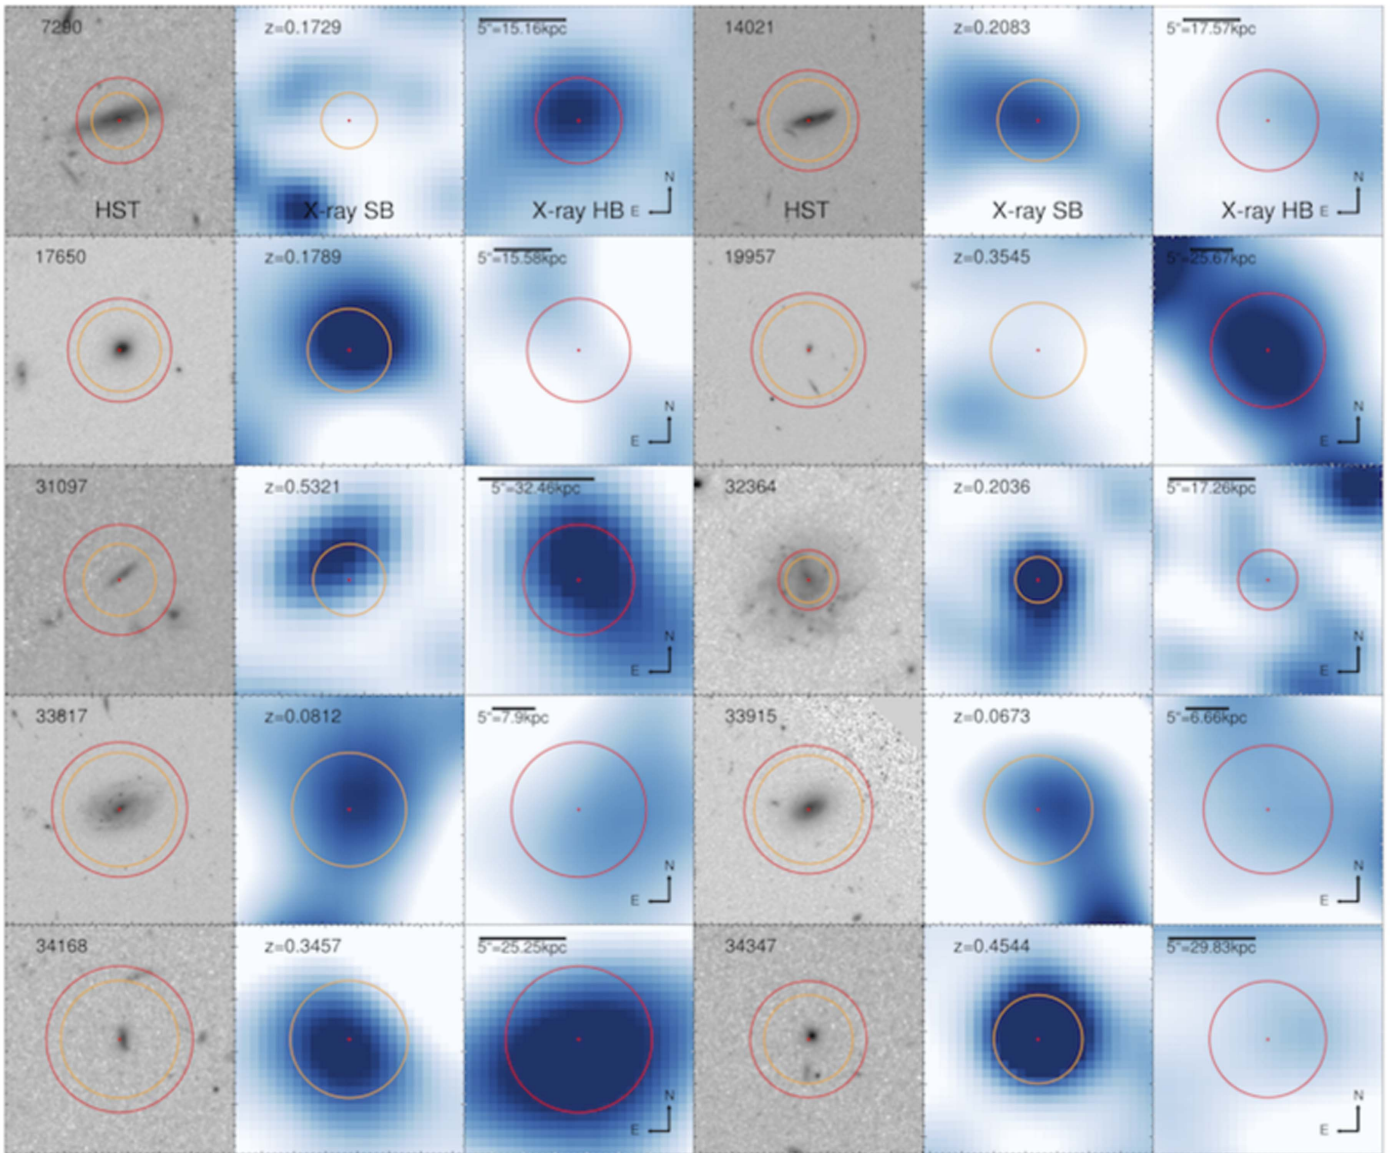 7290 z=0.1729 5"=15.16kpc 14021 z=0.2083 5"=17.57kpc
N N
HST X-ray SB X-ray HB E HST X-ray SB X-ray HB E
17650 z=0.1789 5"=15.58kpc 19957 z=0.3545 5"=25.67kpc
N N
E E
31097 z=0.5321 5"=32.46kpc 32364 z=0.2036 5"=17.26kpc
N N
E E
33817 z=0.0812 5"=7.9kpc 33915 z=0.0673 5"=6.66kpc
N N
E E
34168 z=0.3457 5"=25.25kpc 34347 z=0.4544 5"=29.83kpc
N N
E E